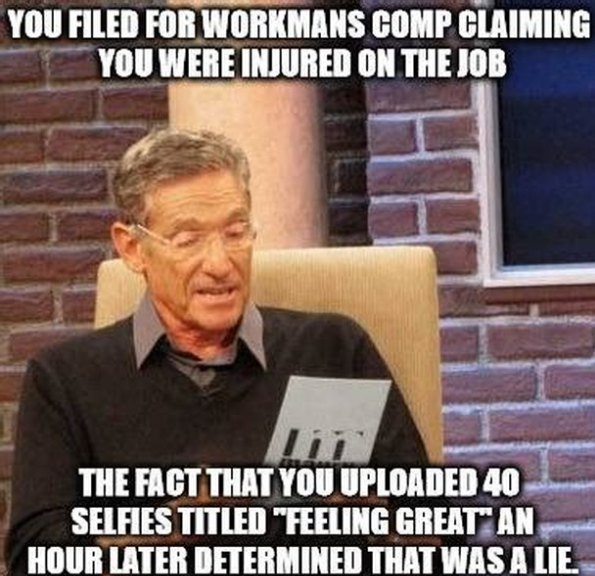 YOU FILED FOR WORKMANS COMP CLAIMING
YOU WERE INJURED ON THE JOB
THE FACT THAT YOU UPLOADED 40
SELFIES TITLED "FEELING GREAT" AN
HOUR LATER DETERMINED THAT WAS A LIE.